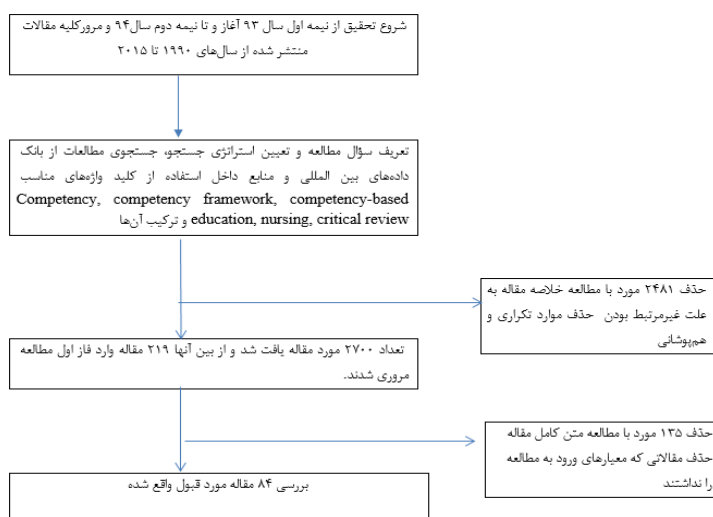 شروع تحقیق از نیمه اول سال ۹۳ آغاز و تا نیمه دوم سال۹۴ و مرورکلیه مقالات
منتشر شده از سال‌های ۱۹۹۰ تا ۲۰۱۵
تعریف سؤال مطالعه و تعیین استراتژی جستجو، جستجوی مطالعات از بانک
داده‌های بین المللی و منابع داخل استفاده از کلید واژه‌های مناسب
Competency, competency framework, competency-based
education, nursing, critical review و ترکیب آن‌ها
حذف ۲۴۸۱ مورد با مطالعه خلاصه مقاله به
علت غیرمرتبط بودن حذف موارد تکراری و
هم‌پوشانی
تعداد ۲۷۰۰ مورد مقاله یافت شد و از بین آنها ۲۱۹ مقاله وارد فاز اول مطالعه
مروری شدند.
حذف ۱۳۵ مورد با مطالعه متن کامل مقاله
حذف مقالاتی که معیارهای ورود به مطالعه
را نداشتند
بررسی ۸۴ مقاله مورد قبول واقع شده